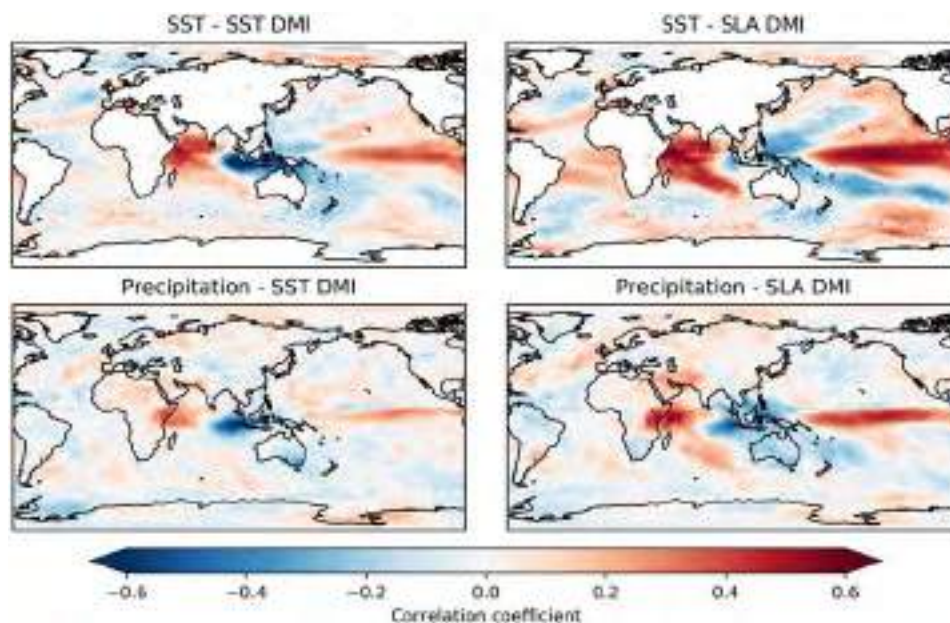 SST - SST DMI
SST - SLA DMI
Precipitation - SST DMI
Precipitation - SLA DMI
−0.6 −0.4 −0.2 0.0 0.2 0.4 0.6
Correlation coefficient